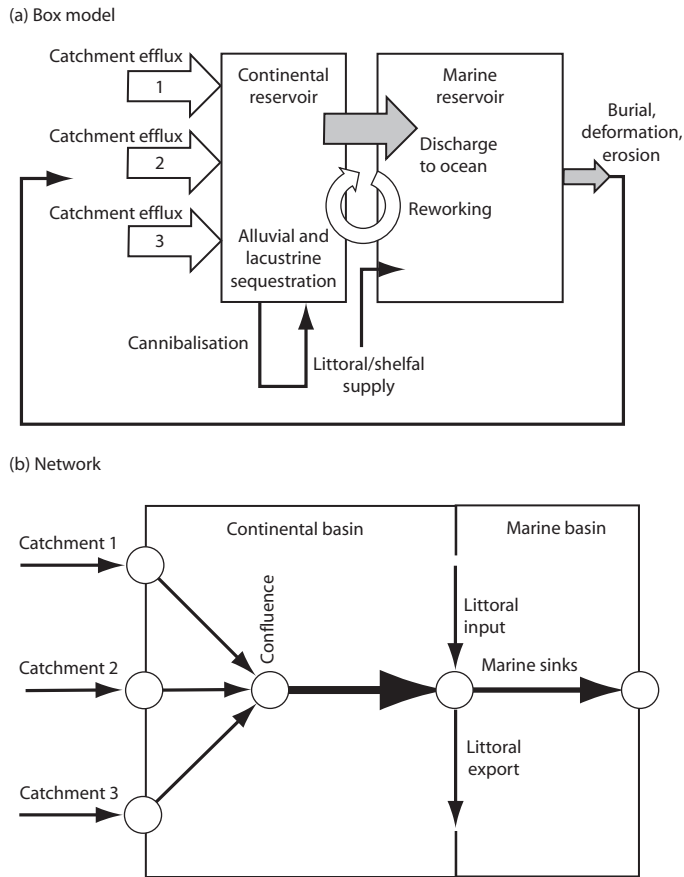 (a) Box model
Catchment efflux
1
Catchment efflux
2
Catchment efflux
3
Continental
reservoir
Alluvial and
lacustrine
sequestration
Marine
reservoir
Discharge
to ocean
Reworking
Burial,
deformation,
erosion
Cannibalisation
Littoral/shelfal
supply
(b) Network
Continental basin
Marine basin
Catchment 1
Catchment 2
Catchment 3
Confluence
Littoral
input
Marine sinks
Littoral
export